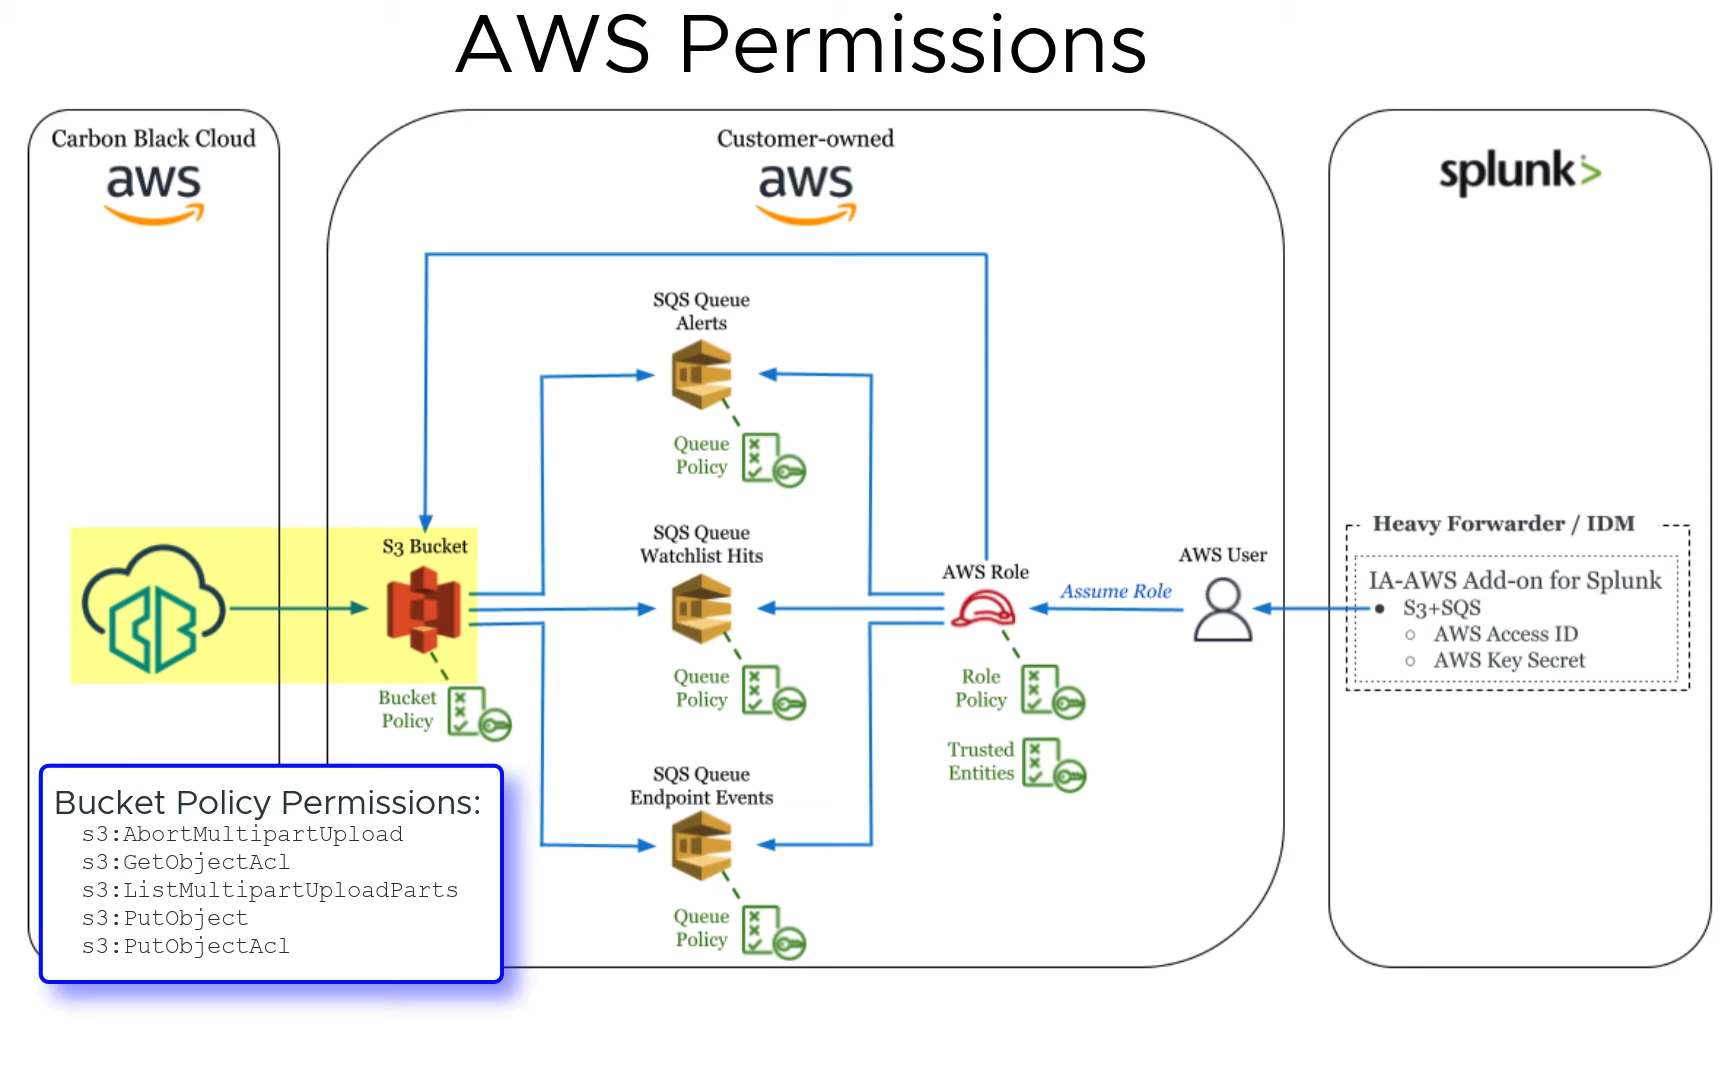 AWS Permissions
Carbon Black Cloud
aws
Customer-owned
aws
splunk>
SQS Queue
Alerts
Queue
Policy
SQS Queue
Watchlist Hits
Queue
Policy
SQS Queue
Endpoint Events
Queue
Policy
S3 Bucket
Bucket
Policy
AWS Role
Assume Role
AWS User
Role
Policy
Trusted
Entities
Heavy Forwarder / IDM
IA-AWS Add-on for Splunk
● S3+SQS
○ AWS Access ID
○ AWS Key Secret
Bucket Policy Permissions:
s3:AbortMultipartUpload
s3:GetObjectAcl
s3:ListMultipartUploadParts
s3:PutObject
s3:PutObjectAcl